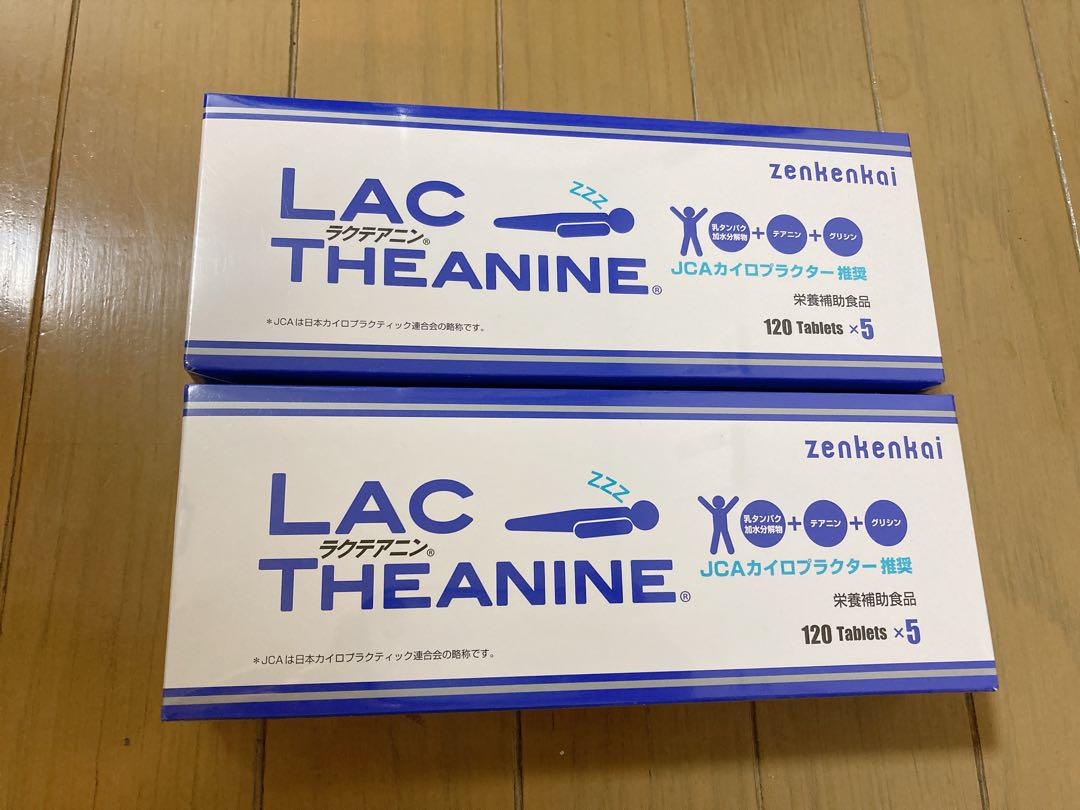 zenkenkai
LAC
ZZZ
ラクテアニン®
THEANINE®
乳タンパク
加水分解物
+
テアニン
+
グリシン
JCAカイロプラクター 推奨
栄養補助食品
120 Tablets ×5
*JCAは日本カイロプラクティック連合会の略称です。
zenkenkai
LAC
ZZZ
ラクテアニン®
THEANINE®
乳タンパク
加水分解物
+
テアニン
+
グリシン
JCAカイロプラクター 推奨
栄養補助食品
120 Tablets ×5
*JCAは日本カイロプラクティック連合会の略称です。